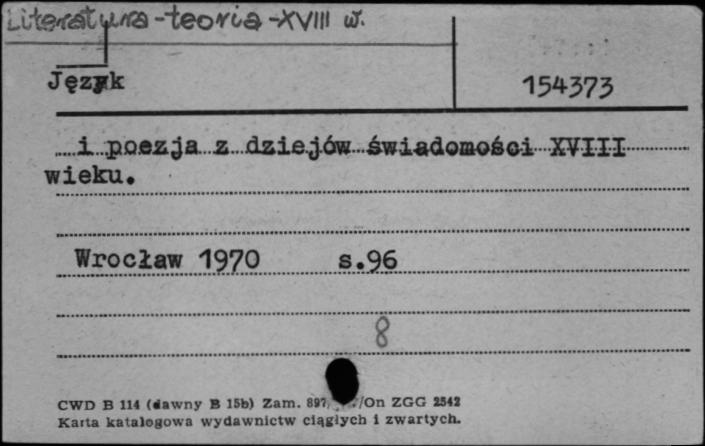 Literatura-teoria-XVIII w.
Język
154373
i poezja z dziejów świadomości XVIII
wieku.
Wrocław 1970 s.96
8
CWD B 114 (dawny B 15b) Zam. 897/ /On ZGG 2542
Karta katalogowa wydawnictw ciągłych i zwartych.